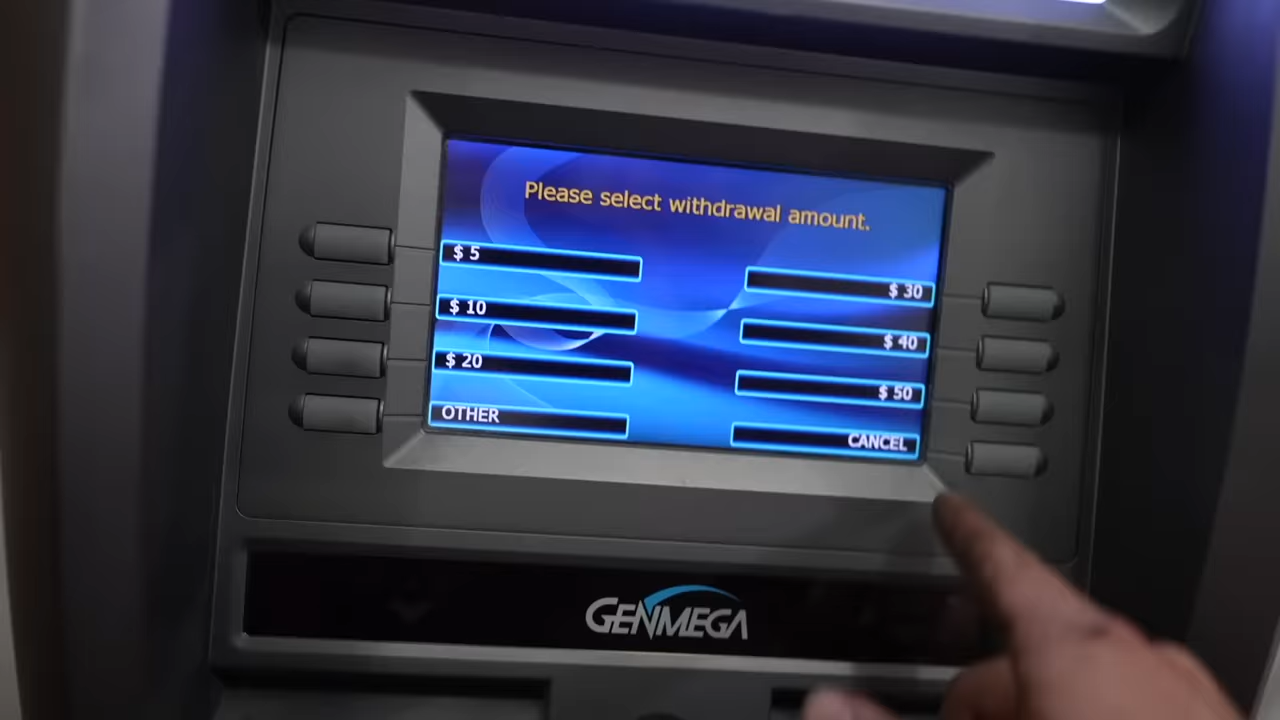 Please select withdrawal amount.
$ 5
$ 30
$ 10
$ 40
$ 20
$ 50
OTHER
CANCEL
GENMEGA